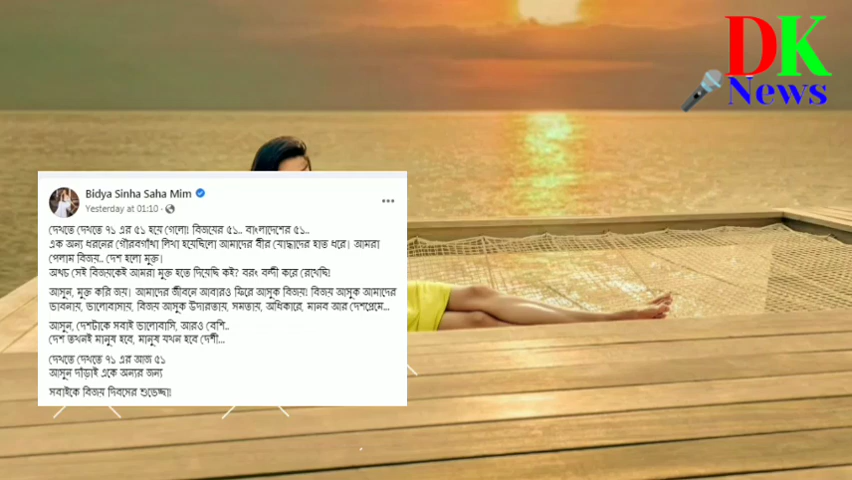 DK
News
Bidya Sinha Saha Mim
Yesterday at 01:10 ·
দেখতে দেখতে ৭১ এর ৫১ হয়ে গেলো! বিজয়ের ৫১.. বাংলাদেশের ৫১..
এক অন্য ধরনের গৌরবগাঁথা লিখা হয়েছিলো আমাদের বীর যোদ্ধাদের হাত ধরে। আমরা
পেলাম বিজয়.. দেশ হলো মুক্ত।
অথচ সেই বিজয়কেই আমরা মুক্ত হতে দিয়েছি কই? বরং বন্দী করে রেখেছি!
আসুন, মুক্ত করি জয়। আমাদের জীবনে আবারও ফিরে আসুক বিজয়। বিজয় আসুক আমাদের
ভাবনায়, ভালোবাসায়, বিজয় আসুক উদারতায়, সমতায়, অধিকারে, মানব আর দেশপ্রেমে...
আসুন, দেশটাকে সবাই ভালোবাসি, আরও বেশি..
দেশ তখনই মানুষ হবে, মানুষ যখন হবে দেশী...
দেখতে দেখতে ৭১ এর আজ ৫১
আসুন দাঁড়াই একে অন্যের জন্য
সবাইকে বিজয় দিবসের শুভেচ্ছা!